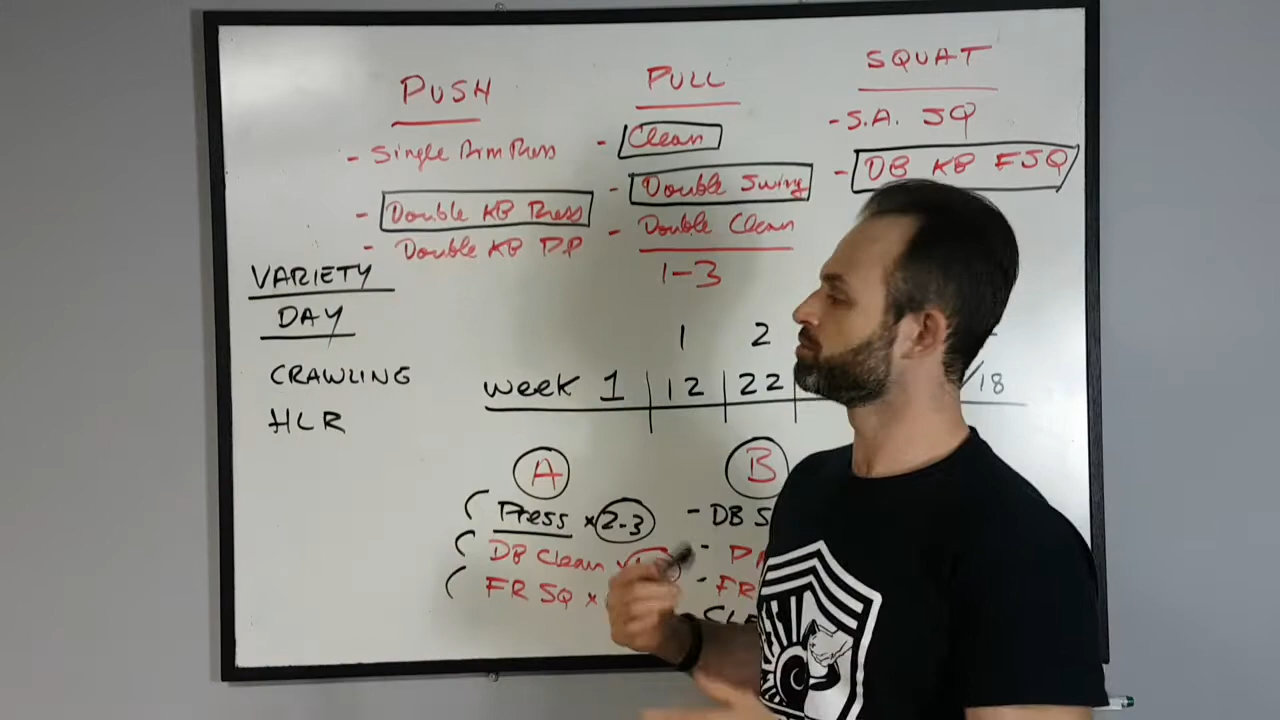 PUSH
- Single Arm Press
- Double KB Press
- Double KB P.P
PULL
- Clean
- Double Swing
- Double Clean
1-3
SQUAT
- S.A. SQ
- DB KB FSQ
VARIETY
DAY
CRAWLING
HLR
1 2
week 1 | 12 | 22 | /18
A
Press x 2-3
DB Clean x
FR SQ x
B
- DB S
-
- FR
- CLE